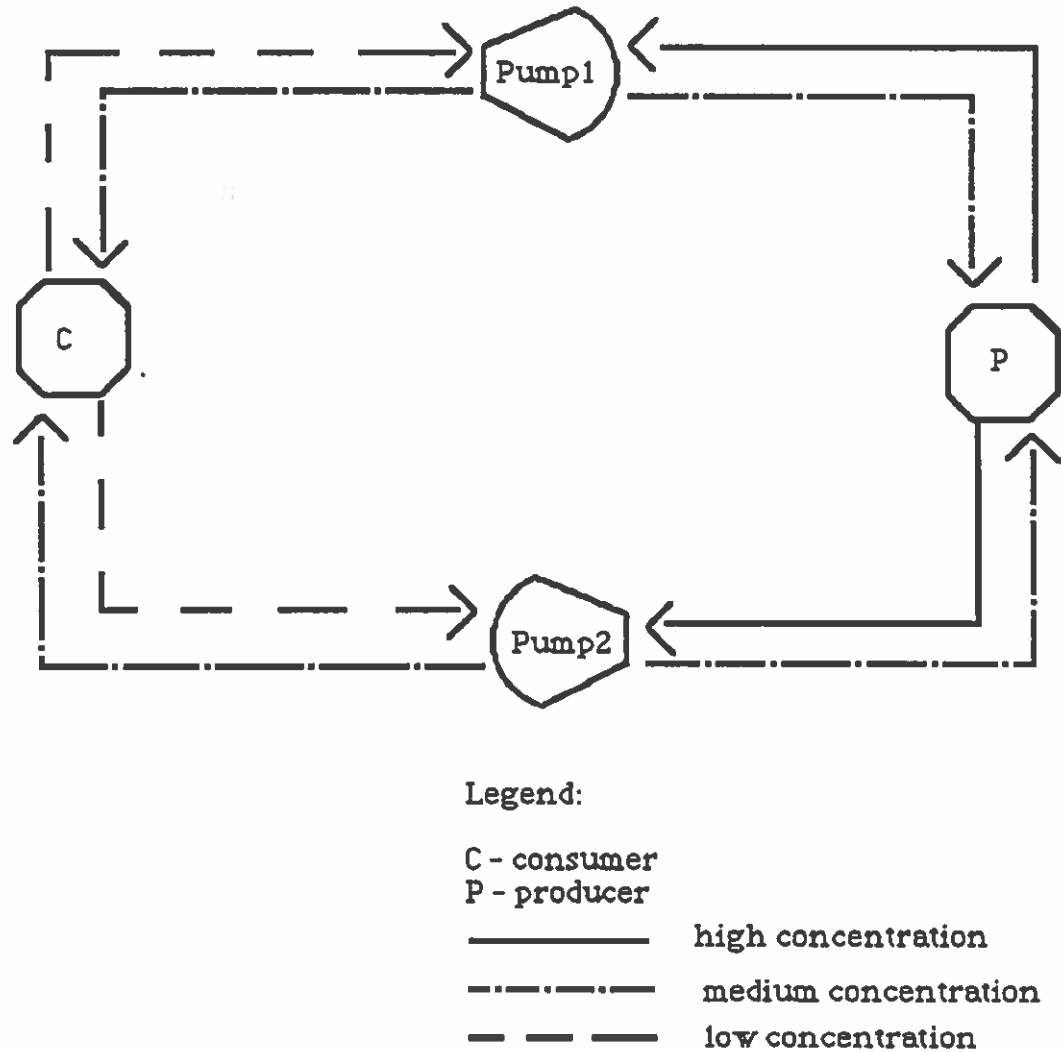 Pump1
C
P
Pump2
Legend:
C - consumer
P - producer
high concentration
medium concentration
low concentration